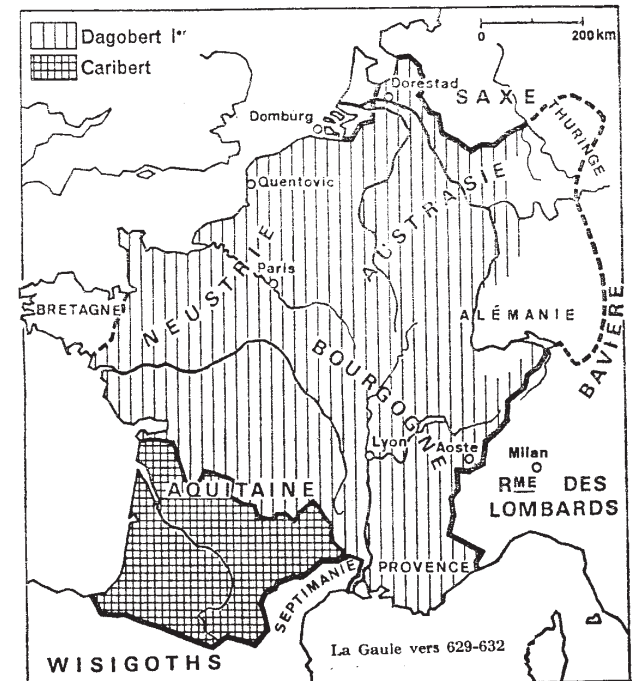 Dagobert Ier
Caribert
0 200 km
Dorestad
SAXE
THURINGE
Domburg
Quentovic
AUSTRASIE
NEUSTRIE
Paris
BRETAGNE
ALÉMANIE
BAVIÈRE
BOURGOGNE
Lyon
Aoste
Milan
RME DES
LOMBARDS
AQUITAINE
PROVENCE
SEPTIMANIE
La Gaule vers 629-632
WISIGOTHS